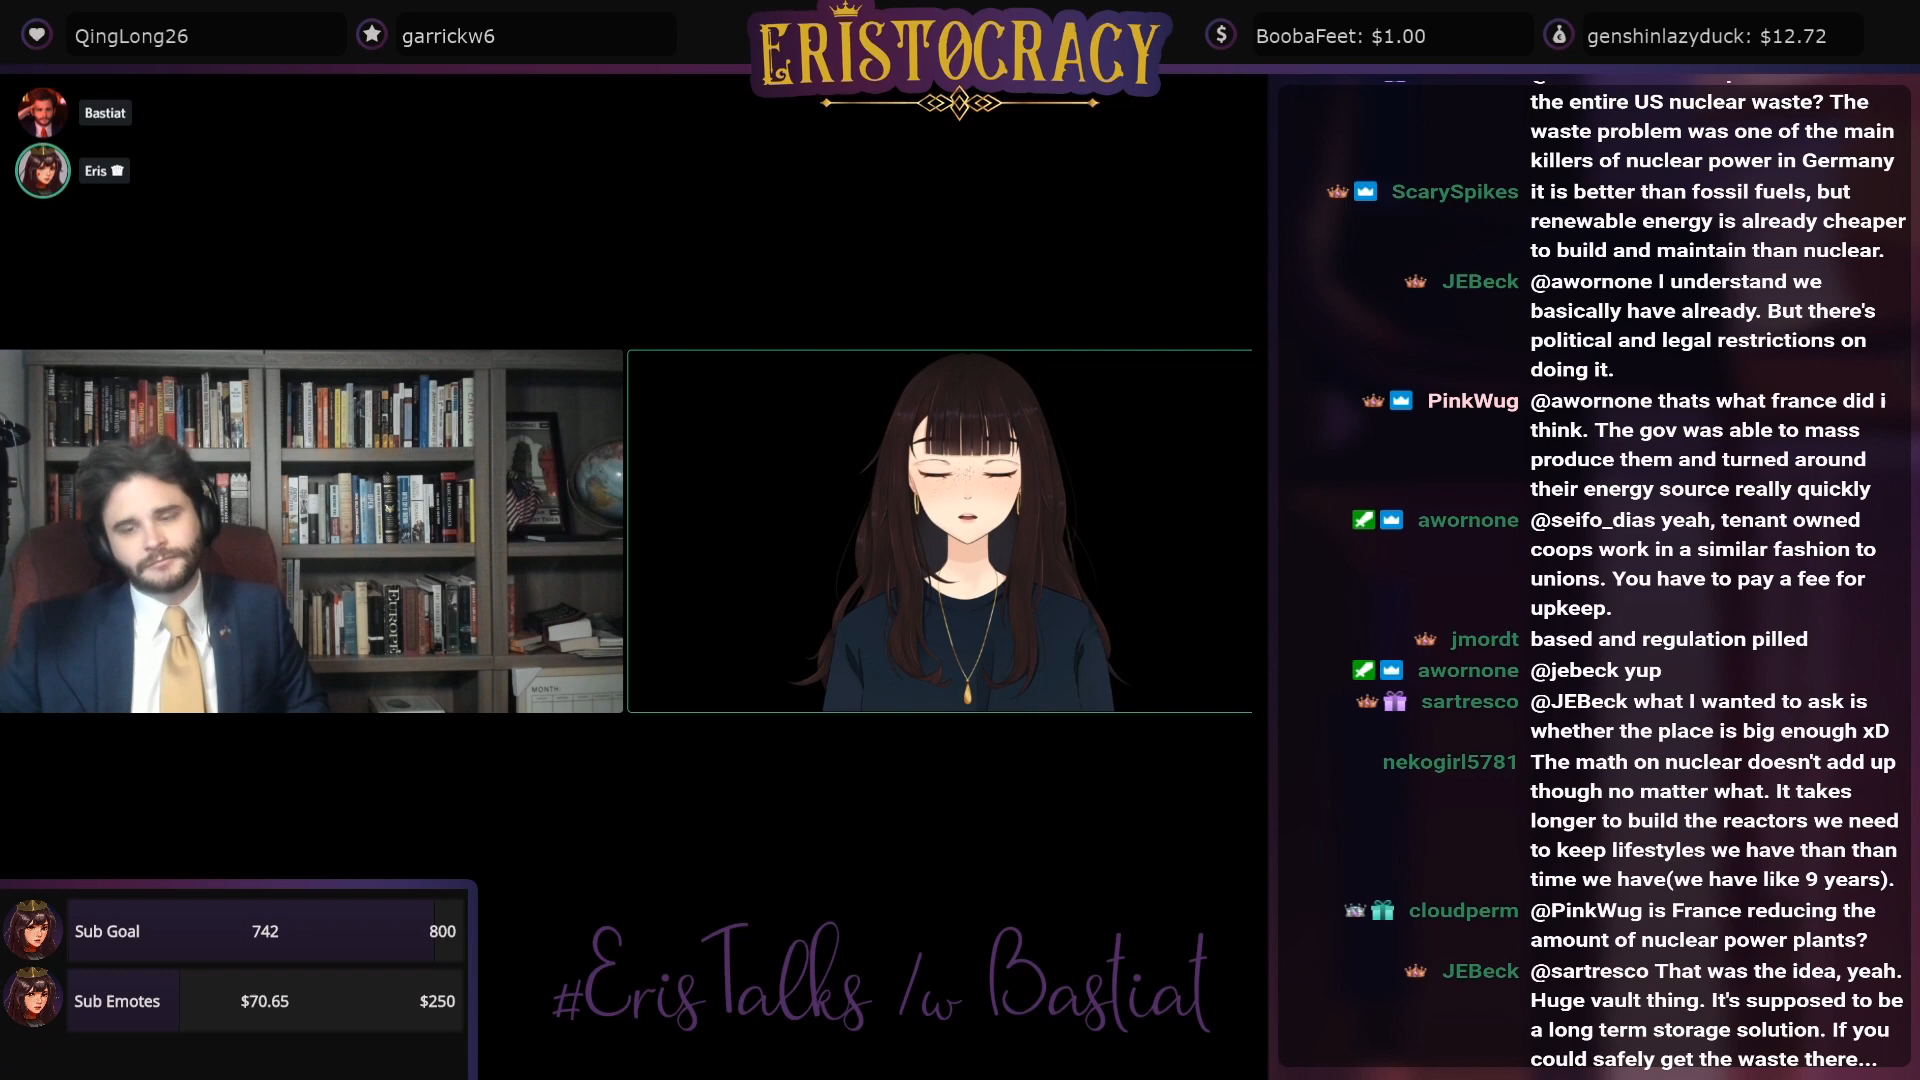 QingLong26
garrickw6
ERISTOCRACY
BoobaFeet: $1.00
genshinlazyduck: $12.72
Bastiat
Eris
the entire US nuclear waste? The
waste problem was one of the main
killers of nuclear power in Germany
ScarySpikes it is better than fossil fuels, but
renewable energy is already cheaper
to build and maintain than nuclear.
JEBeck @awornone I understand we
basically have already. But there's
political and legal restrictions on
doing it.
PinkWug @awornone thats what france did i
think. The gov was able to mass
produce them and turned around
their energy source really quickly
awornone @seifo_dias yeah, tenant owned
coops work in a similar fashion to
unions. You have to pay a fee for
upkeep.
jmordt based and regulation pilled
awornone @jebeck yup
sartresco @JEBeck what I wanted to ask is
whether the place is big enough xD
nekogirl5781 The math on nuclear doesn't add up
though no matter what. It takes
longer to build the reactors we need
to keep lifestyles we have than than
time we have(we have like 9 years).
cloudperm @PinkWug is France reducing the
amount of nuclear power plants?
JEBeck @sartresco That was the idea, yeah.
Huge vault thing. It's supposed to be
a long term storage solution. If you
could safely get the waste there...
EUROPE
MONTH:
Sub Goal 742 800
Sub Emotes $70.65 $250
#ErisTalks /w Bastiat